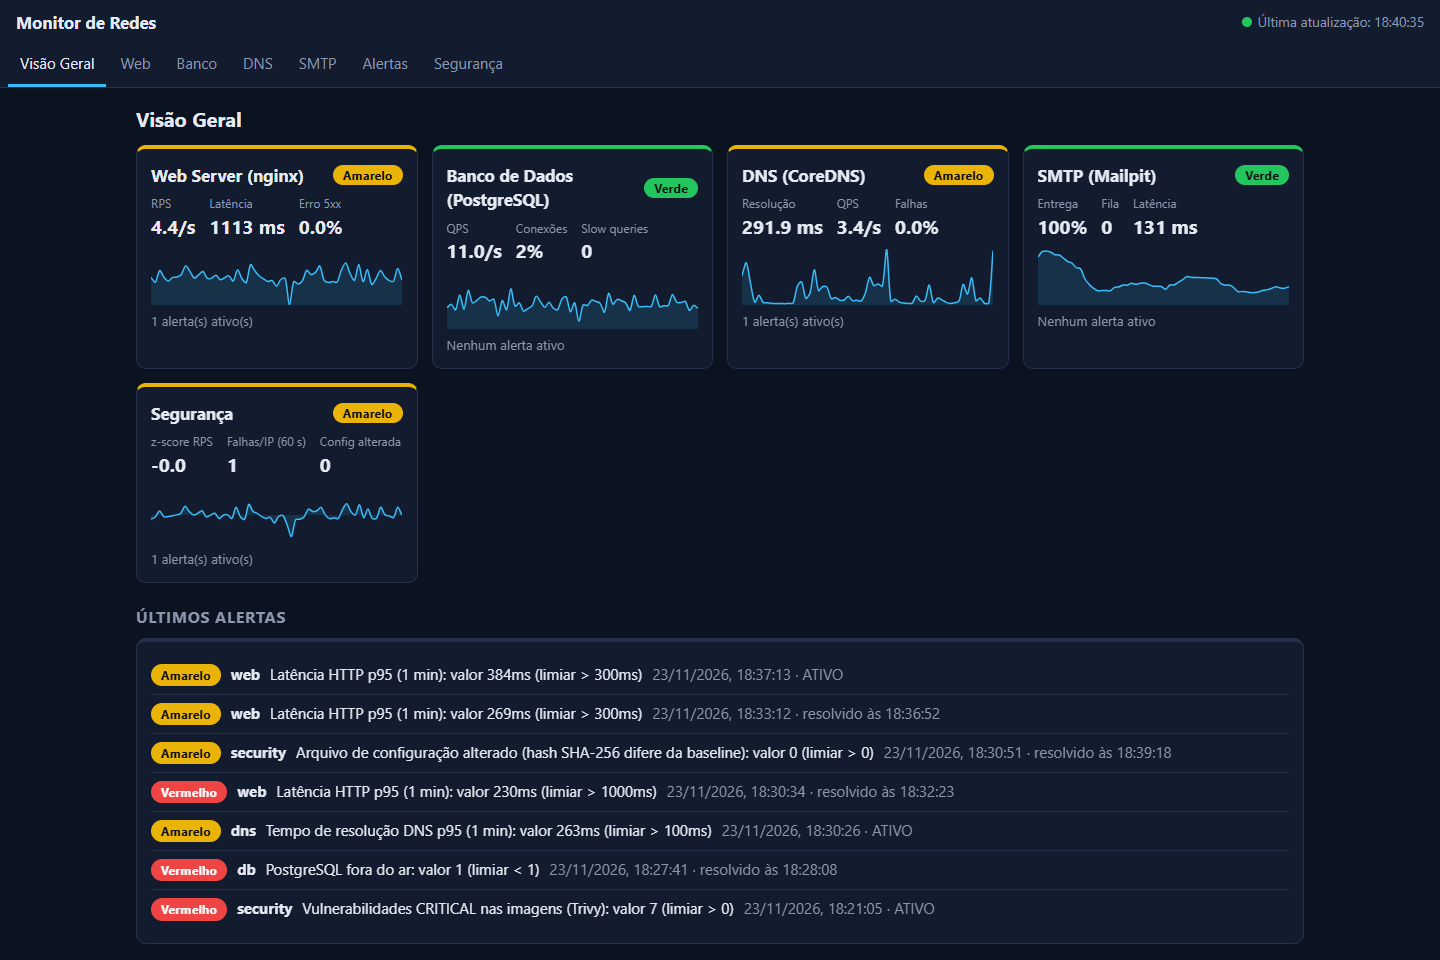 Monitor de Redes
Última atualização: 18:40:35
Visão Geral Web Banco DNS SMTP Alertas Segurança
Visão Geral
Web Server (nginx) Amarelo
RPS Latência Erro 5xx
4.4/s 1113 ms 0.0%
1 alerta(s) ativo(s)
Banco de Dados
(PostgreSQL)
Verde
QPS Conexões Slow queries
11.0/s 2% 0
Nenhum alerta ativo
DNS (CoreDNS) Amarelo
Resolução QPS Falhas
291.9 ms 3.4/s 0.0%
1 alerta(s) ativo(s)
SMTP (Mailpit) Verde
Entrega Fila Latência
100% 0 131 ms
Nenhum alerta ativo
Segurança Amarelo
z-score RPS Falhas/IP (60 s) Config alterada
-0.0 1 0
1 alerta(s) ativo(s)
ÚLTIMOS ALERTAS
Amarelo web Latência HTTP p95 (1 min): valor 384ms (limiar > 300ms) 23/11/2026, 18:37:13 · ATIVO
Amarelo web Latência HTTP p95 (1 min): valor 269ms (limiar > 300ms) 23/11/2026, 18:33:12 · resolvido às 18:36:52
Amarelo security Arquivo de configuração alterado (hash SHA-256 difere da baseline): valor 0 (limiar > 0) 23/11/2026, 18:30:51 · resolvido às 18:39:18
Vermelho web Latência HTTP p95 (1 min): valor 230ms (limiar > 1000ms) 23/11/2026, 18:30:34 · resolvido às 18:32:23
Amarelo dns Tempo de resolução DNS p95 (1 min): valor 263ms (limiar > 100ms) 23/11/2026, 18:30:26 · ATIVO
Vermelho db PostgreSQL fora do ar: valor 1 (limiar < 1) 23/11/2026, 18:27:41 · resolvido às 18:28:08
Vermelho security Vulnerabilidades CRITICAL nas imagens (Trivy): valor 7 (limiar > 0) 23/11/2026, 18:21:05 · ATIVO